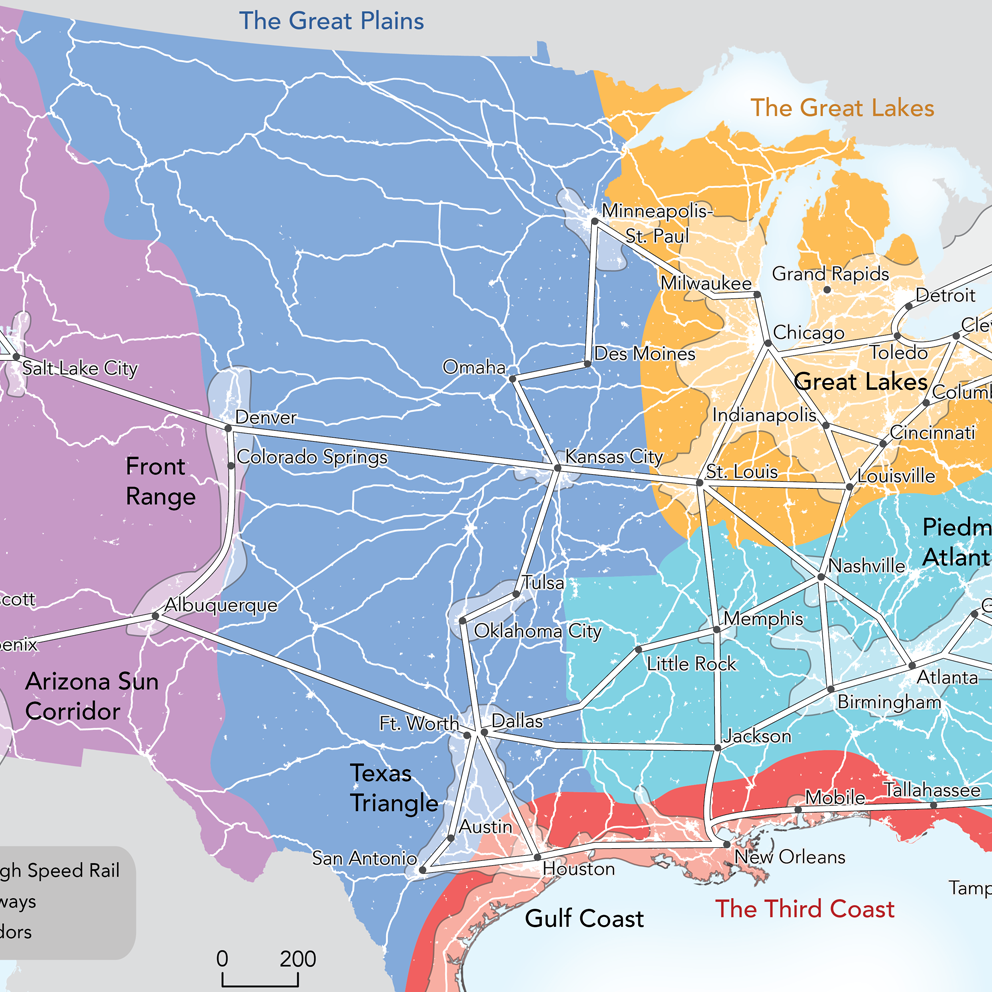 The Great Plains
The Great Lakes
Minneapolis-
St. Paul
Grand Rapids
Milwaukee
Detroit
Chicago
Cle
Toledo
Salt Lake City
Omaha
Des Moines
Great Lakes
Columb
Denver
Indianapolis
Cincinnati
Colorado Springs
Kansas City
Front
Range
St. Louis
Louisville
Piedm
Atlant
Nashville
Tulsa
cott
Albuquerque
C
Memphis
Oklahoma City
enix
Little Rock
Arizona Sun
Corridor
Atlanta
Birmingham
Ft. Worth
Dallas
Jackson
Texas
Triangle
Tallahassee
Mobile
Austin
San Antonio
New Orleans
gh Speed Rail
Houston
Tamp
ways
Gulf Coast
The Third Coast
dors
0 200